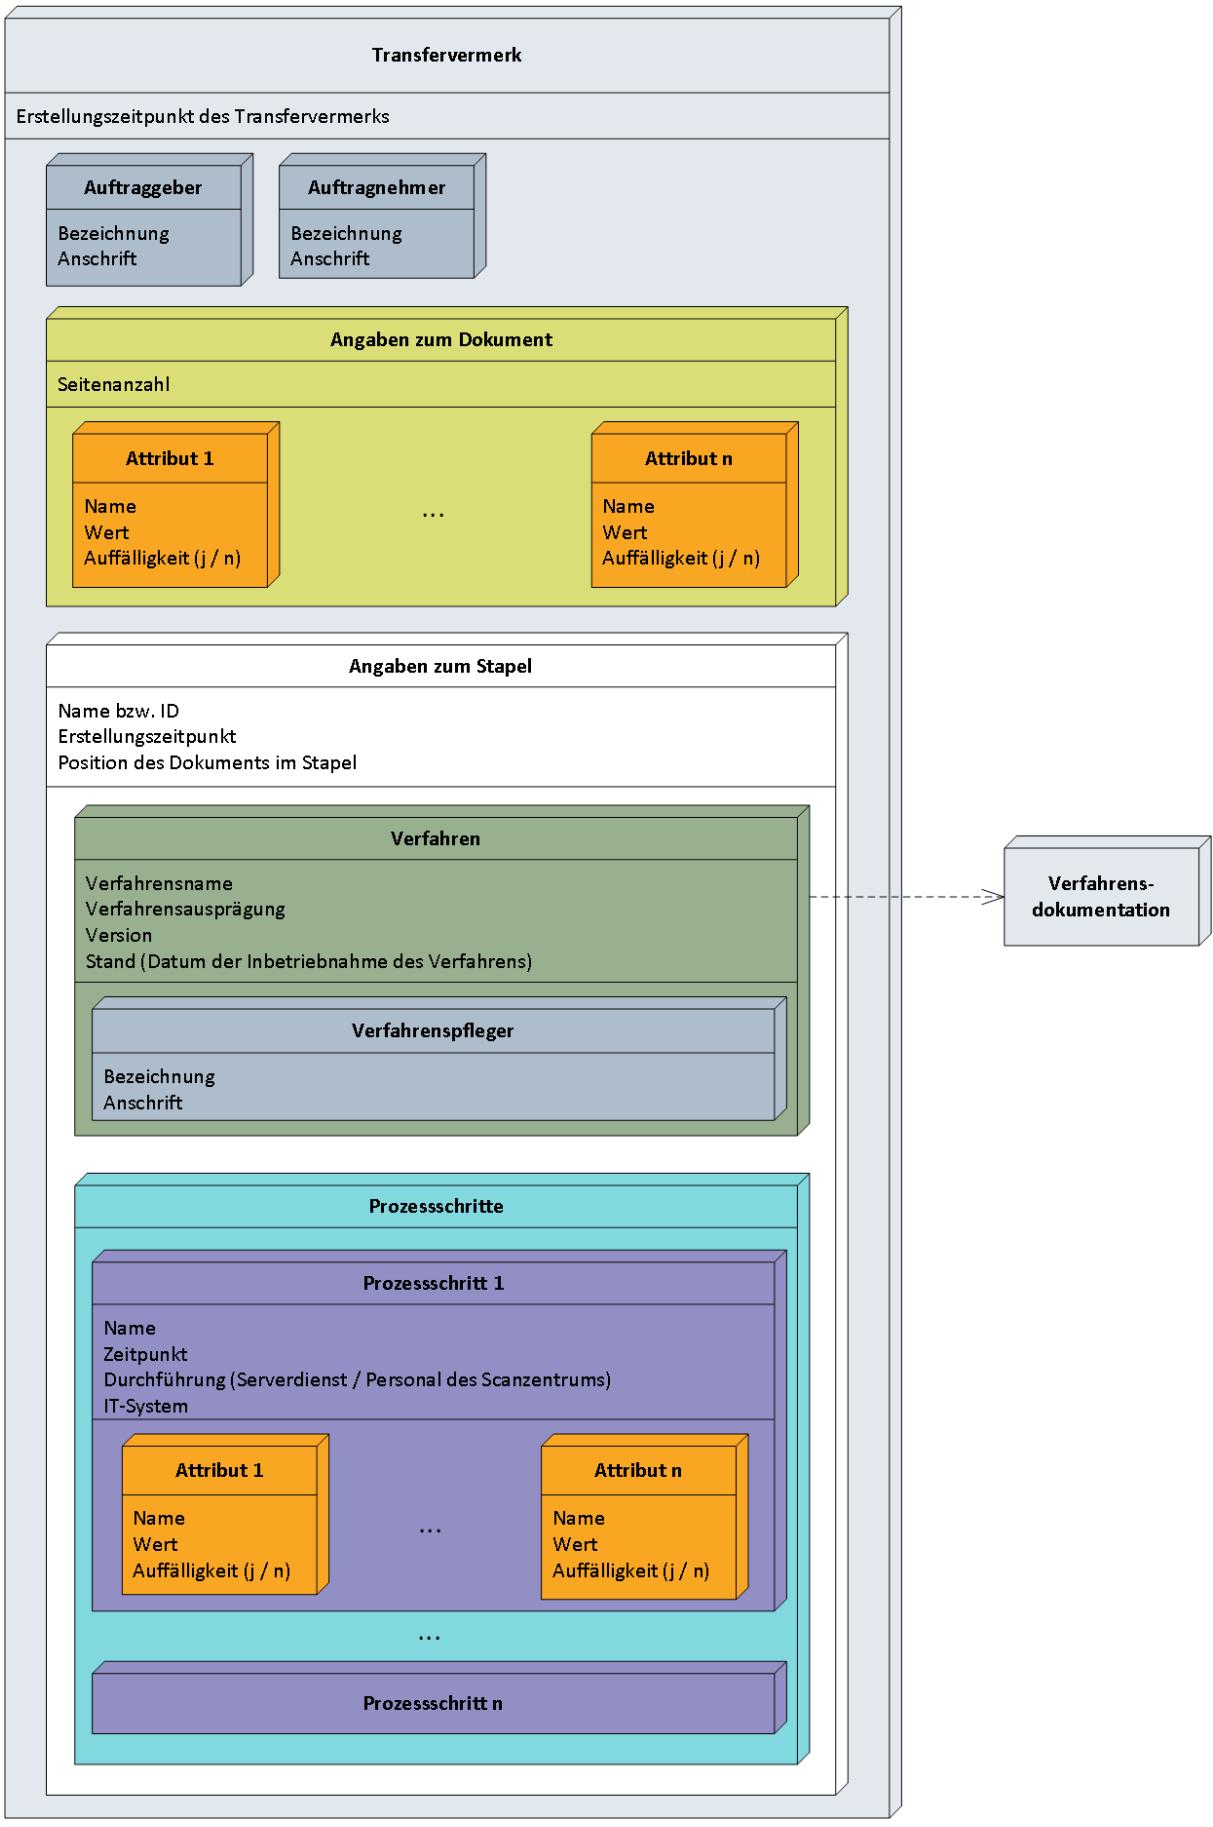 Transfervermerk
Erstellungszeitpunkt des Transfervermerks
Auftraggeber
Bezeichnung
Anschrift
Auftragnehmer
Bezeichnung
Anschrift
Angaben zum Dokument
Seitenanzahl
Attribut 1
Name
Wert
Auffälligkeit (j / n)
...
Attribut n
Name
Wert
Auffälligkeit (j / n)
Angaben zum Stapel
Name bzw. ID
Erstellungszeitpunkt
Position des Dokuments im Stapel
Verfahren
Verfahrensname
Verfahrensausprägung
Version
Stand (Datum der Inbetriebnahme des Verfahrens)
Verfahrens-
dokumentation
Verfahrenspfleger
Bezeichnung
Anschrift
Prozessschritte
Prozessschritt 1
Name
Zeitpunkt
Durchführung (Serverdienst / Personal des Scanzentrums)
IT-System
Attribut 1
Name
Wert
Auffälligkeit (j / n)
...
Attribut n
Name
Wert
Auffälligkeit (j / n)
...
Prozessschritt n